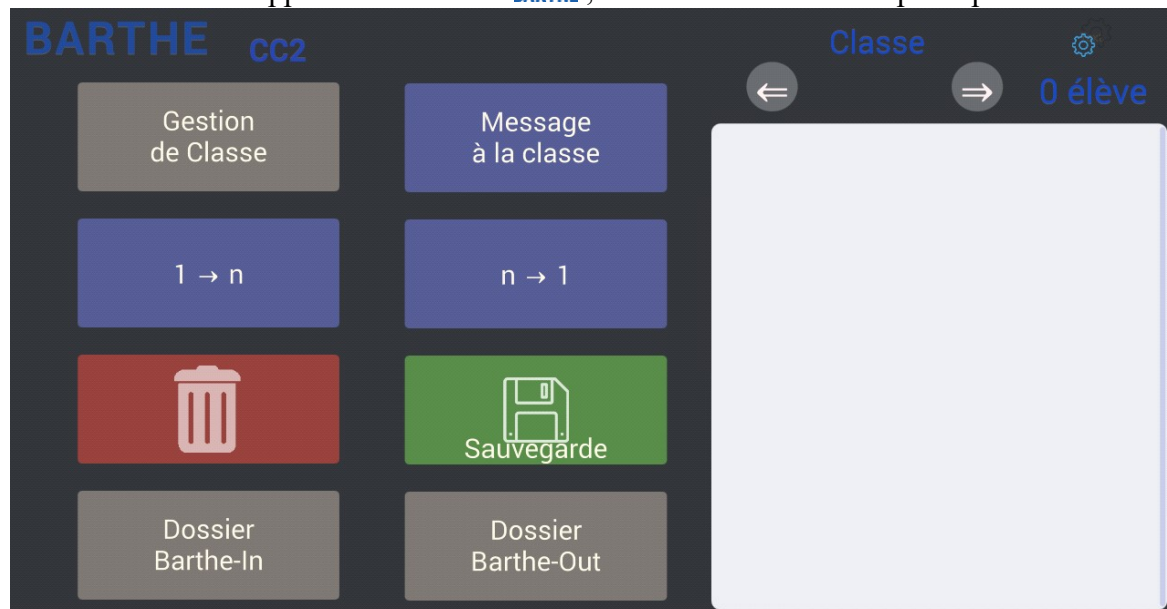 BARTHE CC2
Classe
⇐ ⇒ 0 élève
Gestion
de Classe
Message
à la classe
1 → n
n → 1
Sauvegarde
Dossier
Barthe-In
Dossier
Barthe-Out